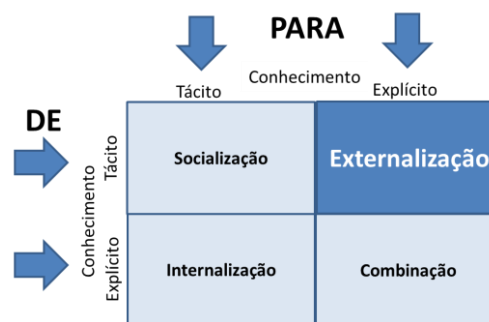 PARA
Conhecimento
Tácito
Explícito
DE
Conhecimento
Tácito
Explícito
Socialização
Externalização
Internalização
Combinação